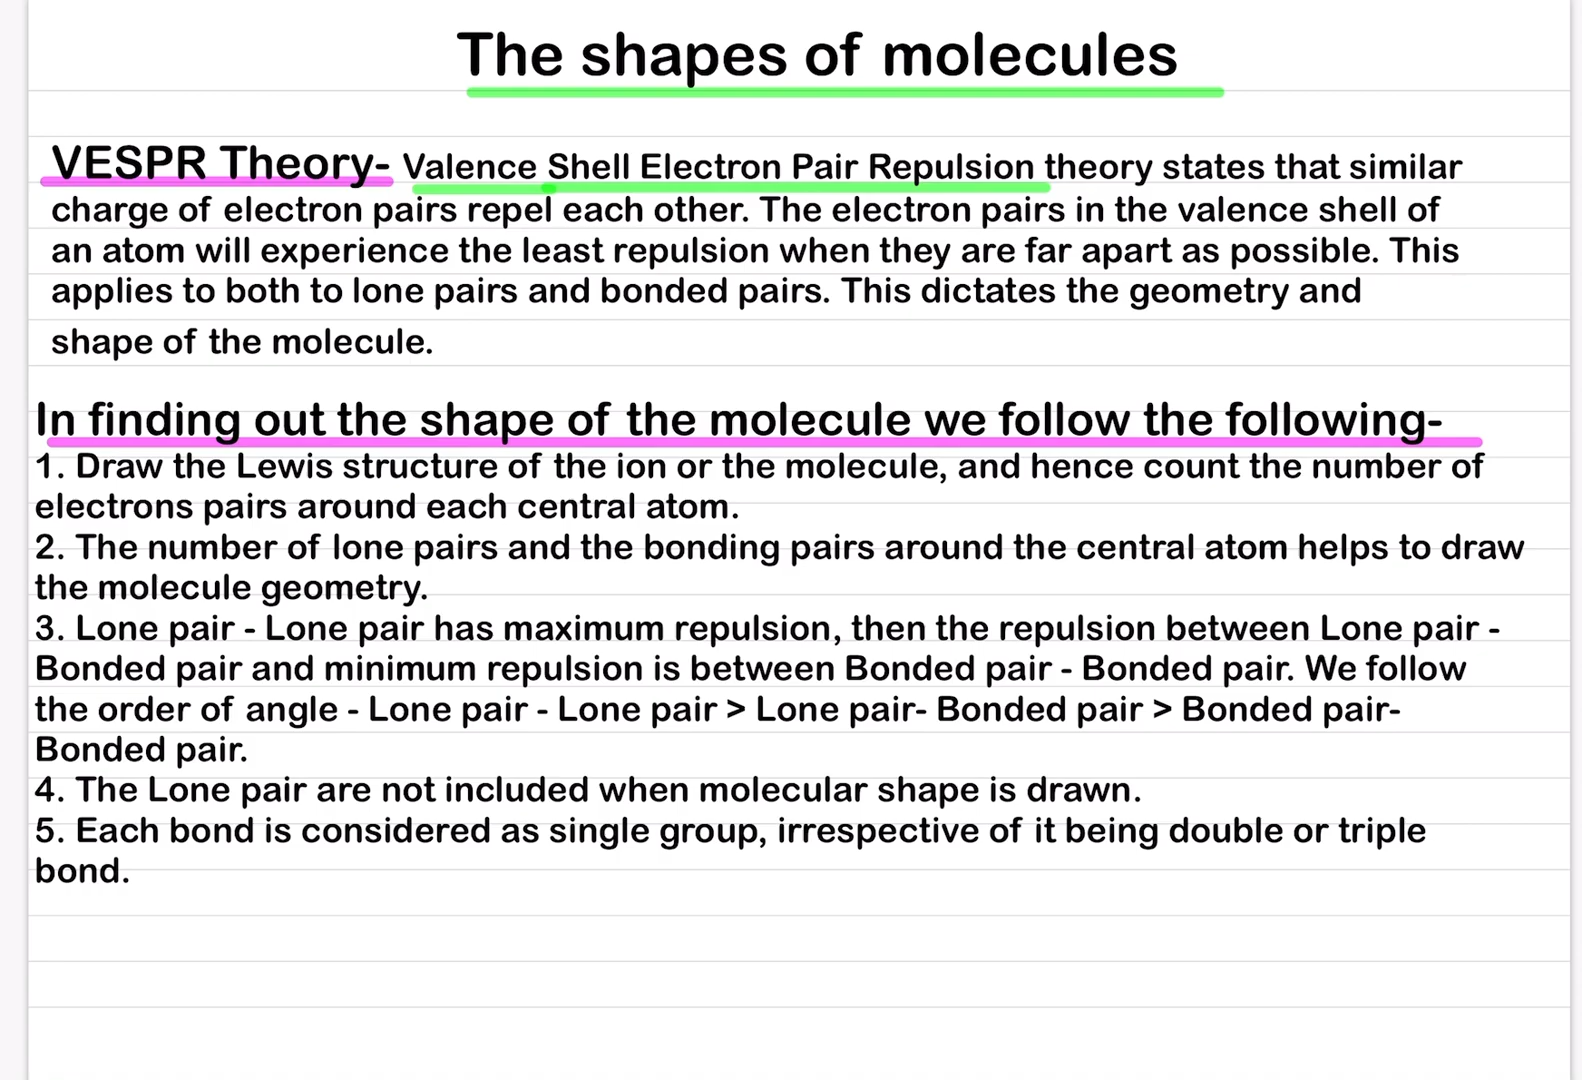 The shapes of molecules
VESPR Theory- Valence Shell Electron Pair Repulsion theory states that similar
charge of electron pairs repel each other. The electron pairs in the valence shell of
an atom will experience the least repulsion when they are far apart as possible. This
applies to both to lone pairs and bonded pairs. This dictates the geometry and
shape of the molecule.
In finding out the shape of the molecule we follow the following-
1. Draw the Lewis structure of the ion or the molecule, and hence count the number of
electrons pairs around each central atom.
2. The number of lone pairs and the bonding pairs around the central atom helps to draw
the molecule geometry.
3. Lone pair - Lone pair has maximum repulsion, then the repulsion between Lone pair -
Bonded pair and minimum repulsion is between Bonded pair - Bonded pair. We follow
the order of angle - Lone pair - Lone pair > Lone pair- Bonded pair > Bonded pair-
Bonded pair.
4. The Lone pair are not included when molecular shape is drawn.
5. Each bond is considered as single group, irrespective of it being double or triple
bond.